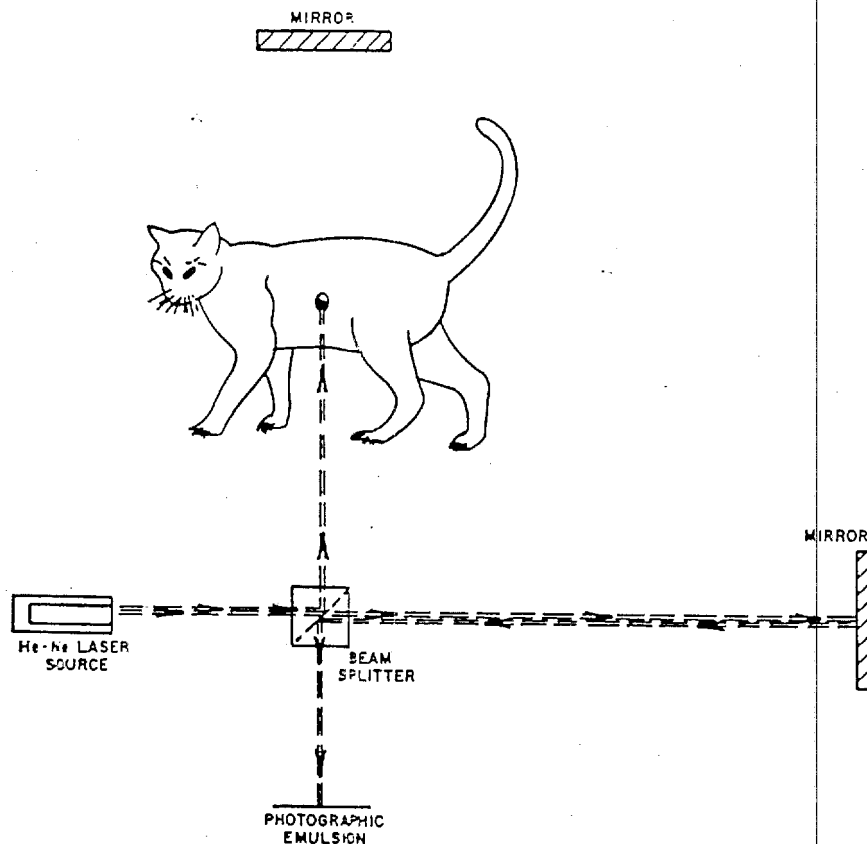 MIRROR
MIRROR
He-Ne LASER
SOURCE
BEAM
SPLITTER
PHOTOGRAPHIC
EMULSION